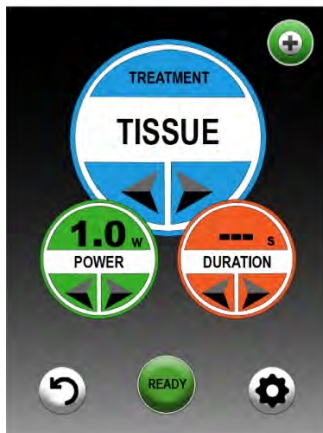 TREATMENT
TISSUE
1.0 W
POWER
--- S
DURATION
READY